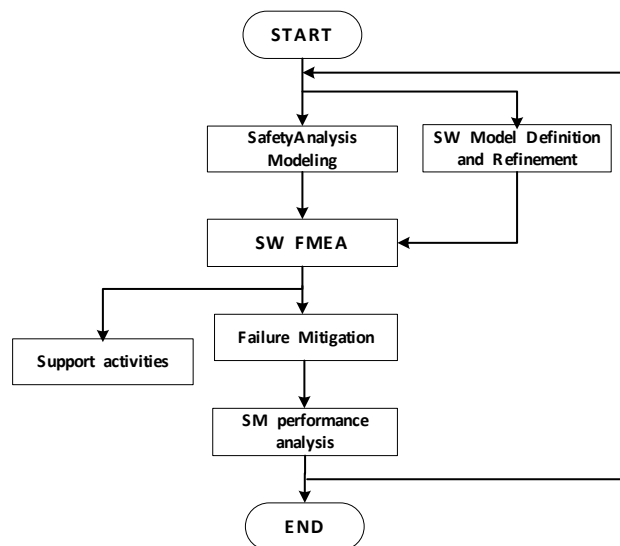 START
SafetyAnalysis
Modeling
SW Model Definition
and Refinement
SW FMEA
Support activities
Failure Mitigation
SM performance
analysis
END